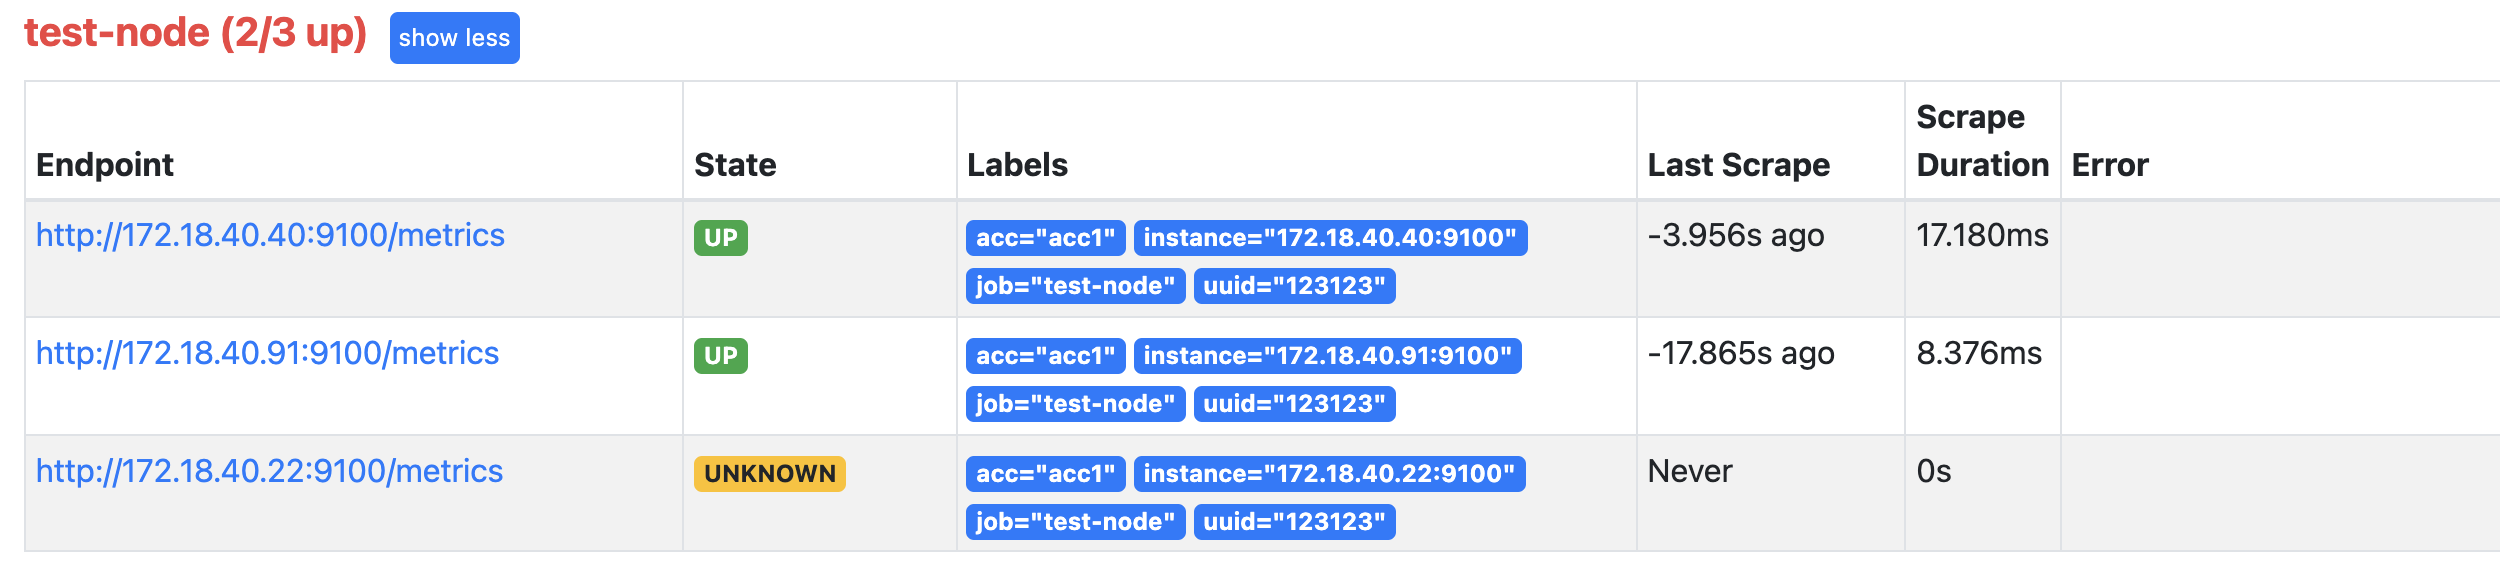 test-node (2/3 up) show less
Endpoint State Labels Last Scrape Scrape Duration Error
http://172.18.40.40:9100/metrics UP acc="acc1" instance="172.18.40.40:9100" -3.956s ago 17.180ms
job="test-node" uuid="123123"
http://172.18.40.91:9100/metrics UP acc="acc1" instance="172.18.40.91:9100" -17.865s ago 8.376ms
job="test-node" uuid="123123"
http://172.18.40.22:9100/metrics UNKNOWN acc="acc1" instance="172.18.40.22:9100" Never 0s
job="test-node" uuid="123123"